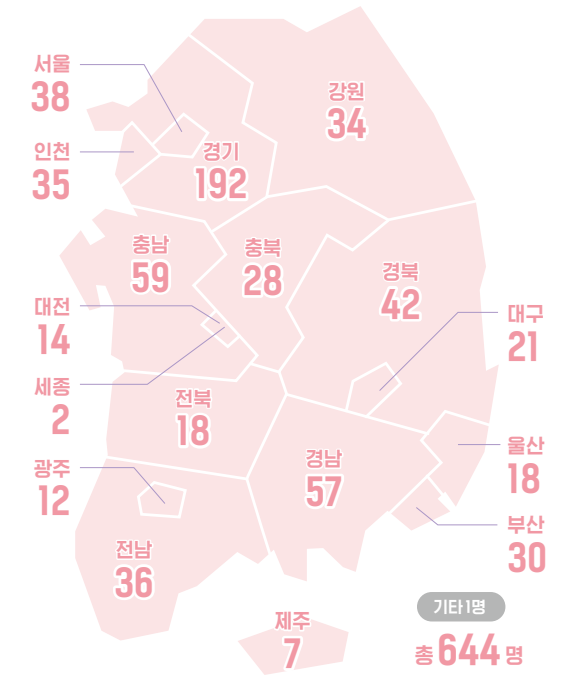 서울
38
강원
34
인천
35
경기
192
충남
59
충북
28
경북
42
대전
14
대구
21
세종
2
전북
18
경남
57
울산
18
광주
12
부산
30
전남
36
제주
7
기타 1명
총 644 명